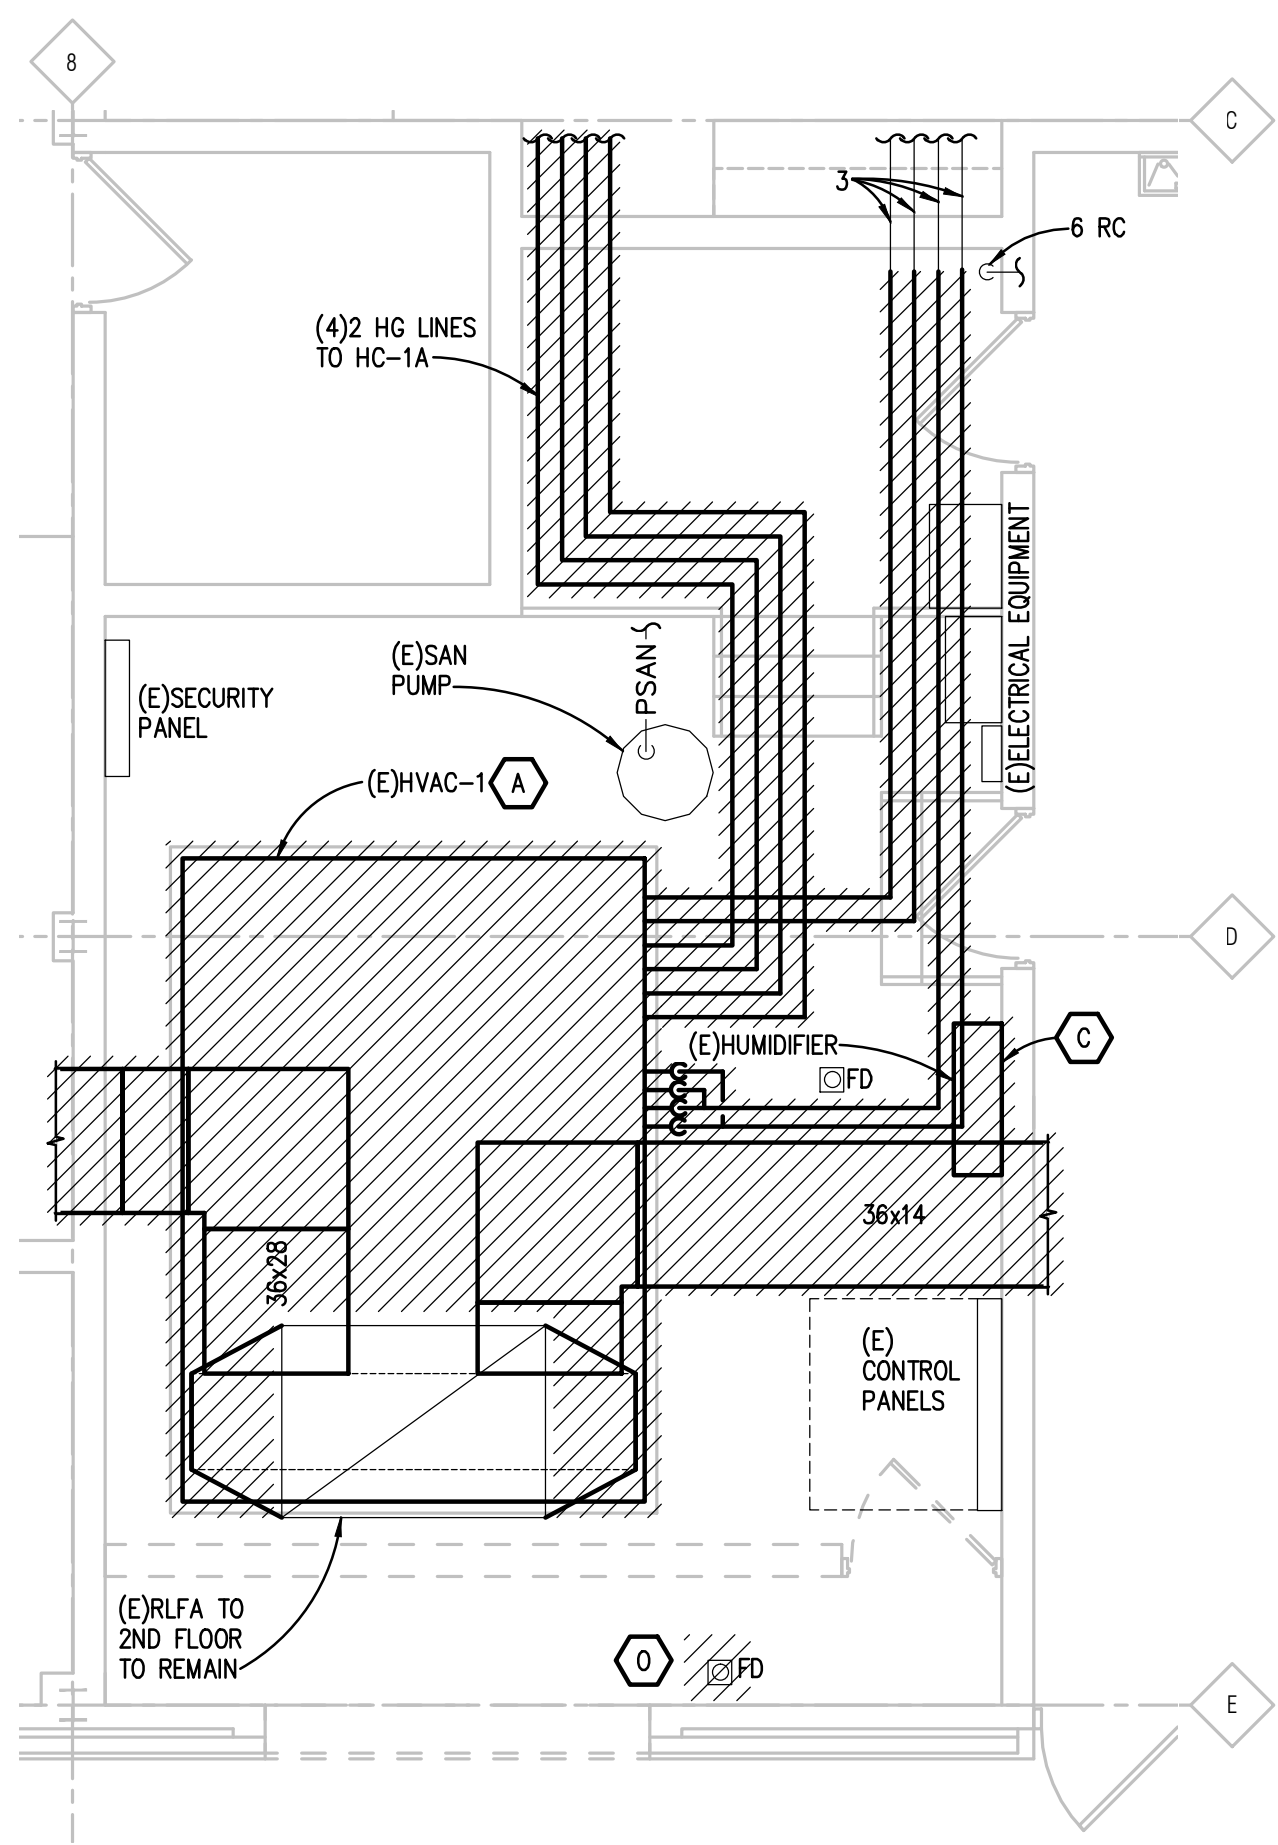 8
C
3
6 RC
(4)2 HG LINES
TO HC-1A
(E)ELECTRICAL EQUIPMENT
(E)SAN
PUMP
PSAN
(E)SECURITY
PANEL
(E)HVAC-1
A
D
(E)HUMIDIFIER
C
FD
36x14
36x28
(E)
CONTROL
PANELS
(E)RLFA TO
2ND FLOOR
TO REMAIN
O
FD
E